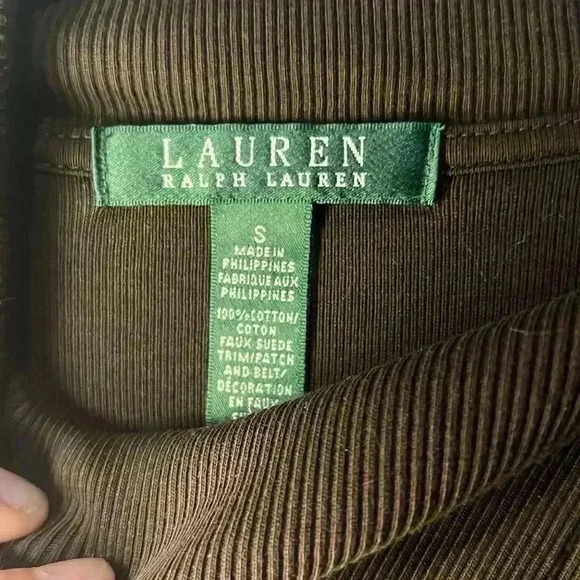 LAUREN
RALPH LAUREN
S
MADE IN
PHILIPPINES
FABRIQUE AUX
PHILIPPINES
100% COTTON/
COTON
FAUX SUEDE
TRIM/PATCH
AND BELT/
DÉCORATION
EN FAUX